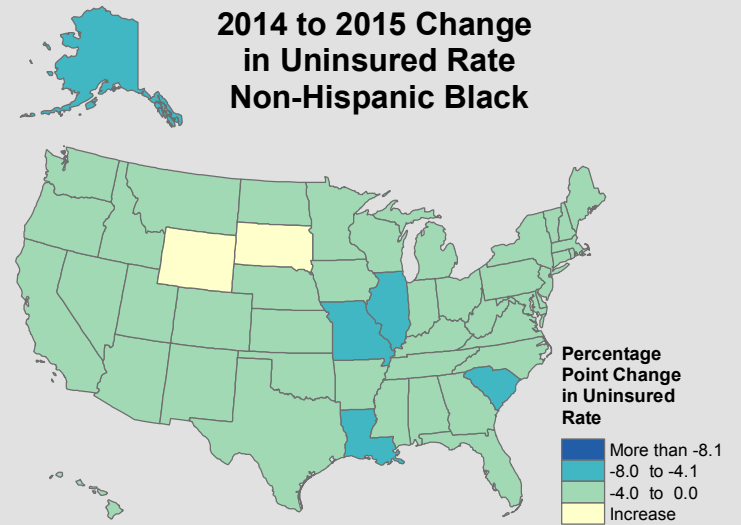 2014 to 2015 Change
in Uninsured Rate
Non-Hispanic Black
Percentage
Point Change
in Uninsured
Rate
More than -8.1
-8.0 to -4.1
-4.0 to 0.0
Increase